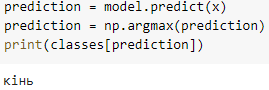 prediction = model.predict(x)
prediction = np.argmax(prediction)
print(classes[prediction])
кінь